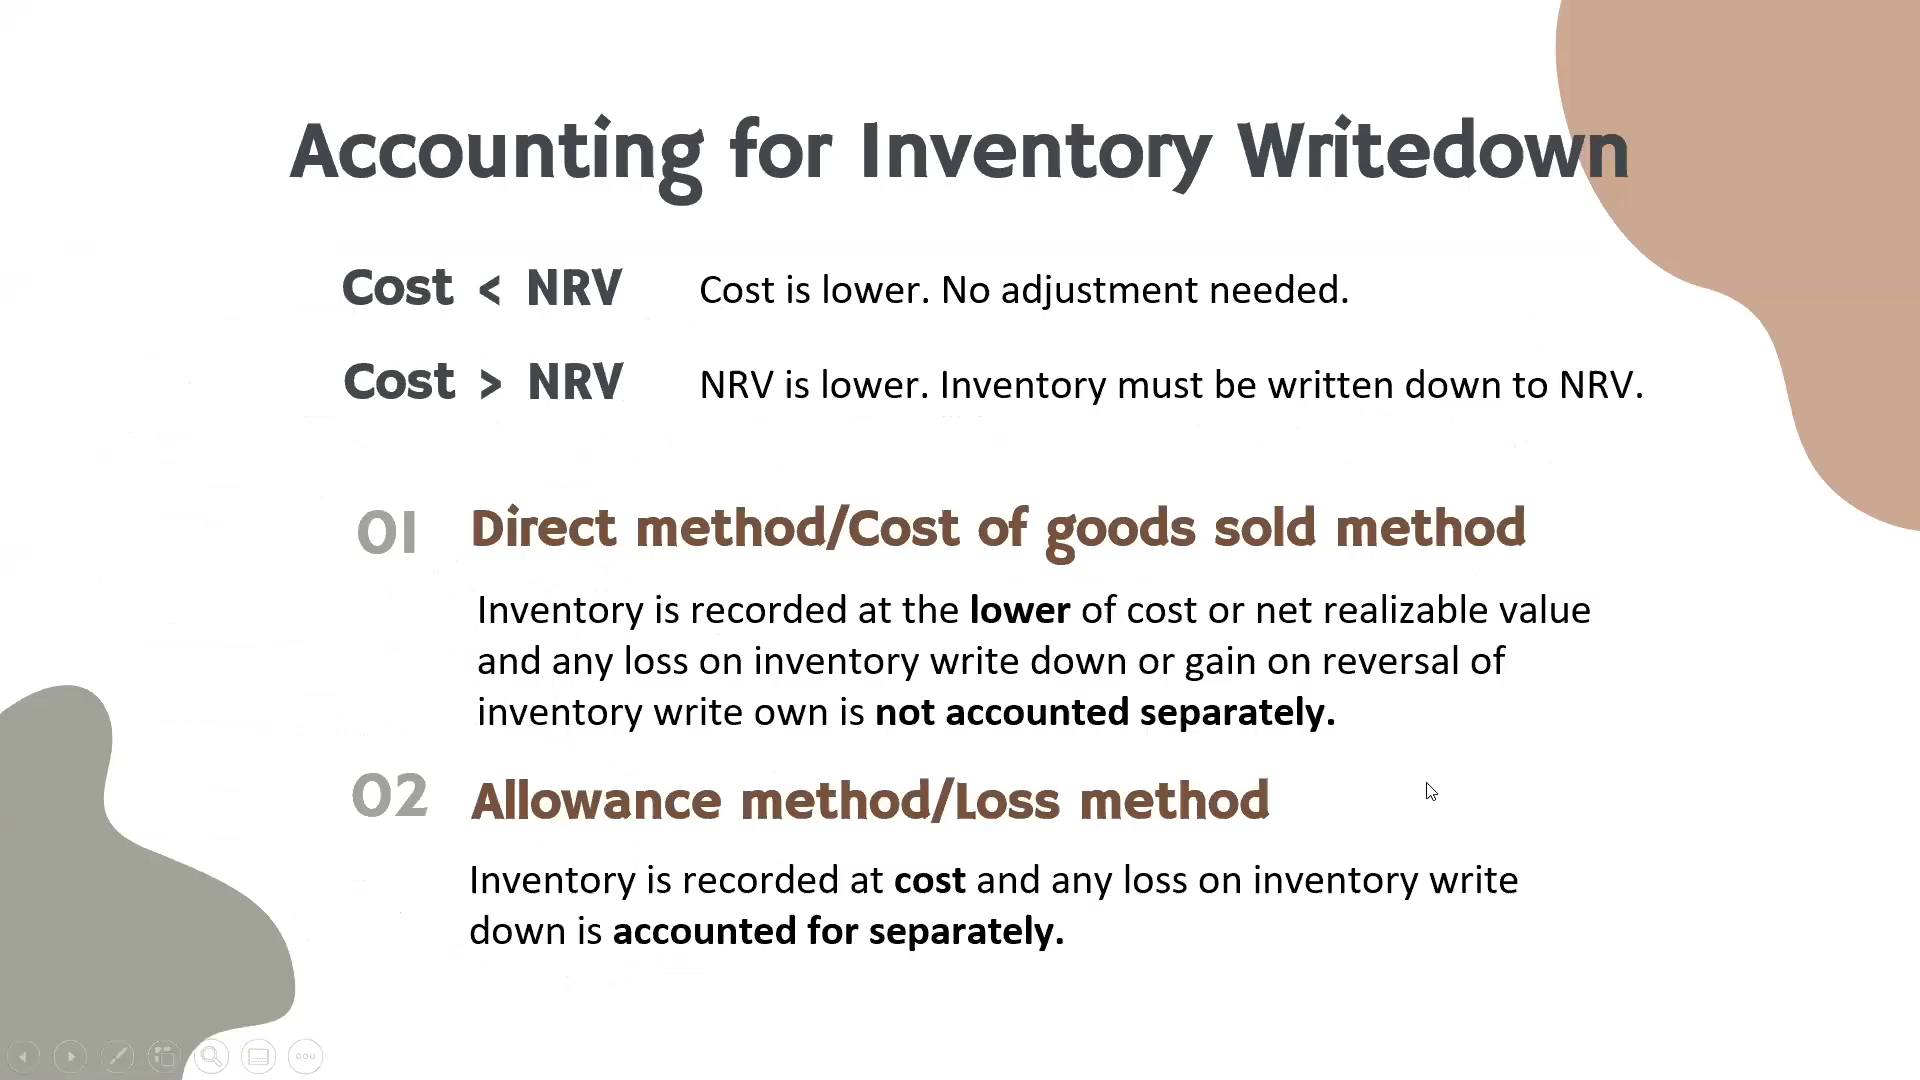 Accounting for Inventory Writedown
Cost < NRV Cost is lower. No adjustment needed.
Cost > NRV NRV is lower. Inventory must be written down to NRV.
01 Direct method/Cost of goods sold method
Inventory is recorded at the lower of cost or net realizable value
and any loss on inventory write down or gain on reversal of
inventory write own is not accounted separately.
02 Allowance method/Loss method
Inventory is recorded at cost and any loss on inventory write
down is accounted for separately.